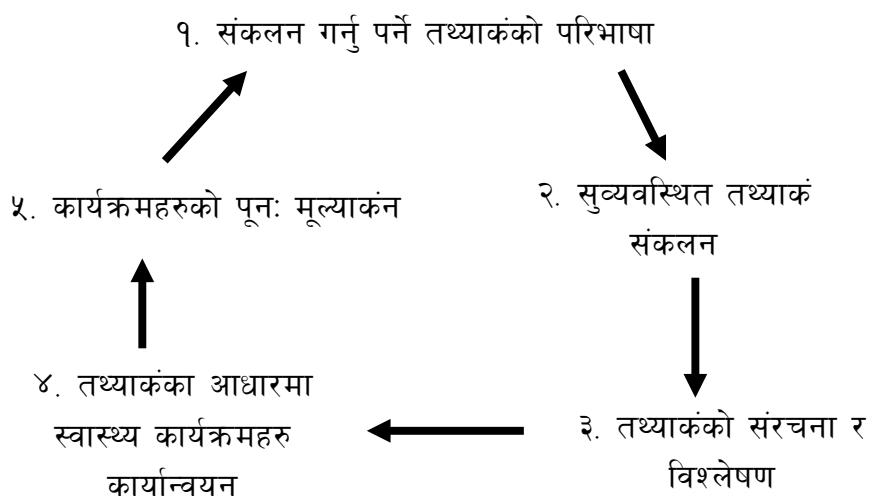 १. संकलन गर्नु पर्ने तथ्याकंको परिभाषा
२. सुव्यवस्थित तथ्याकं
संकलन
३. तथ्याकंको संरचना र
विश्लेषण
४. तथ्याकंका आधारमा
स्वास्थ्य कार्यक्रमहरु
कार्यान्वयन
५. कार्यक्रमहरुको पून: मूल्याकंन